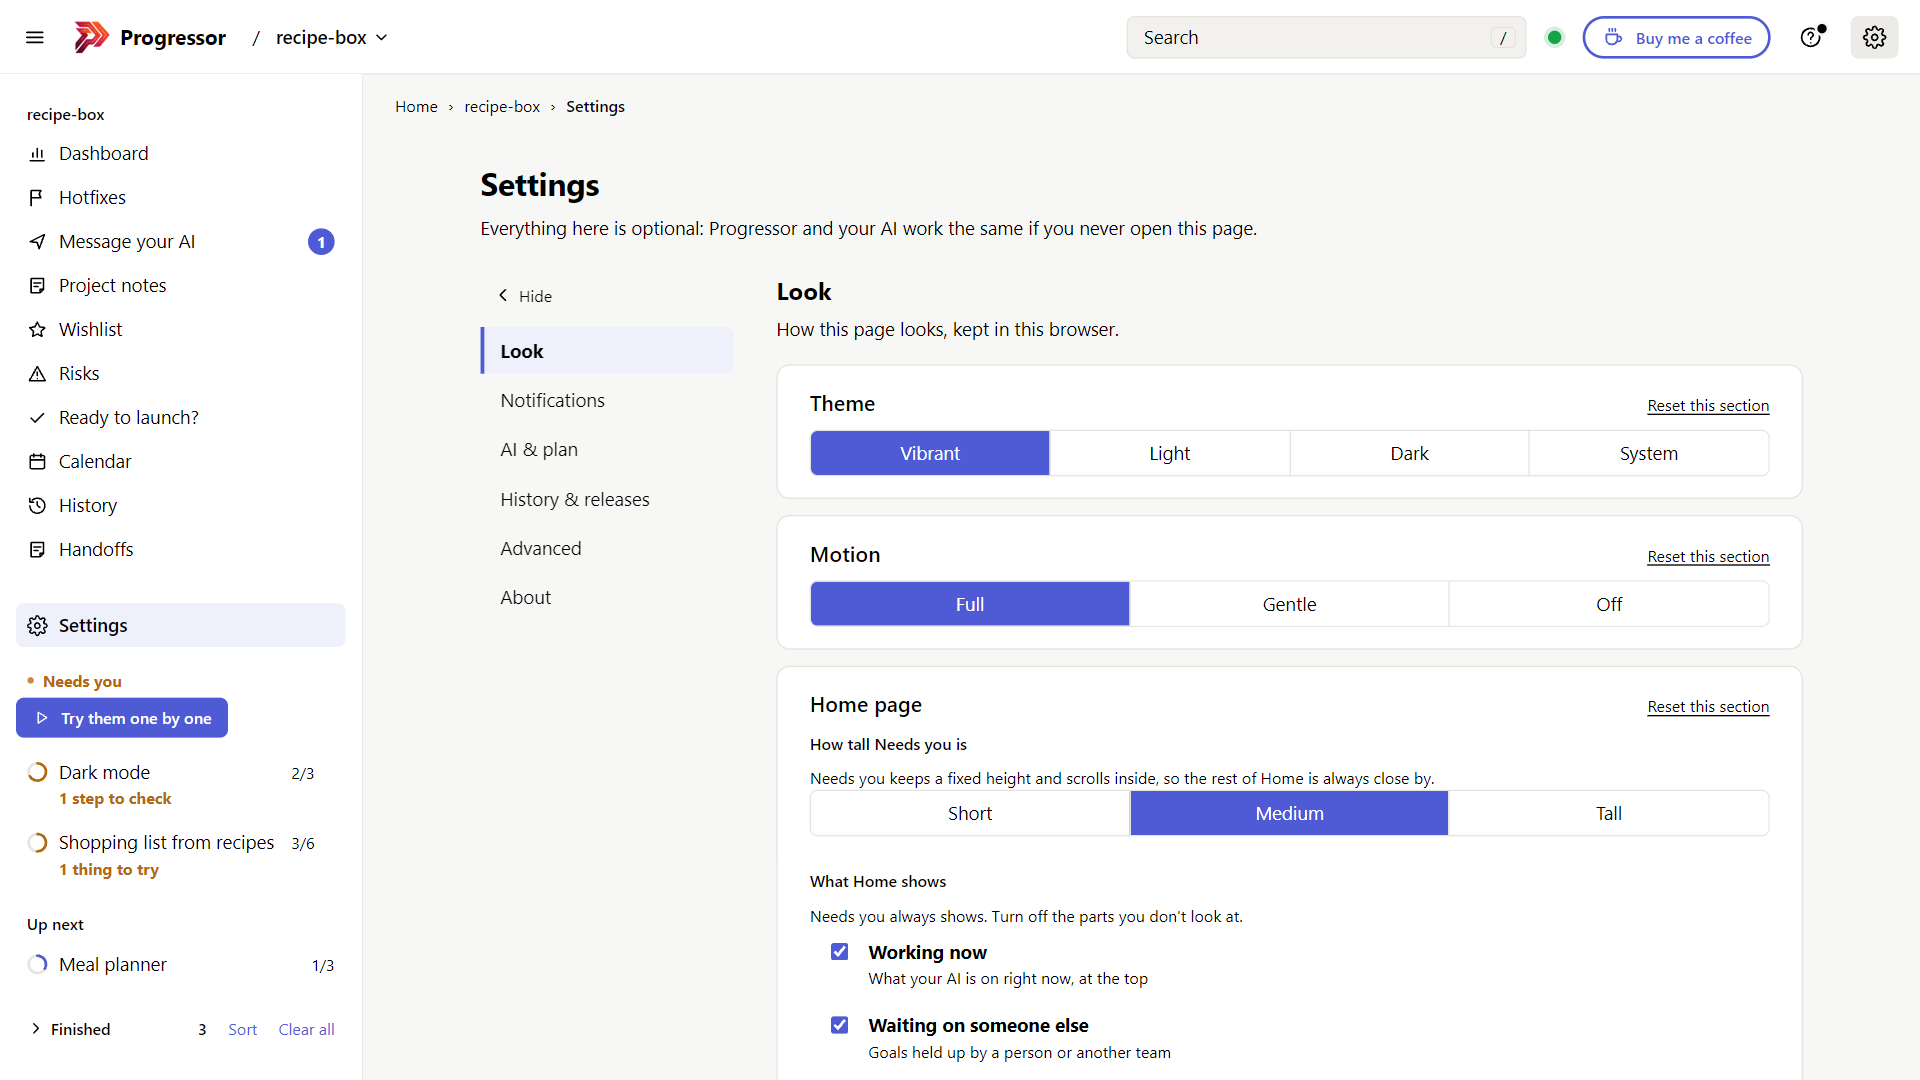 Progressor / recipe-box
Search /
Buy me a coffee
recipe-box
Dashboard
Hotfixes
Message your AI 1
Project notes
Wishlist
Risks
Ready to launch?
Calendar
History
Handoffs
Settings
Needs you
Try them one by one
Dark mode 2/3
1 step to check
Shopping list from recipes 3/6
1 thing to try
Up next
Meal planner 1/3
Finished 3 Sort Clear all
Home › recipe-box › Settings
Settings
Everything here is optional: Progressor and your AI work the same if you never open this page.
Hide
Look
Notifications
AI & plan
History & releases
Advanced
About
Look
How this page looks, kept in this browser.
Theme Reset this section
Vibrant Light Dark System
Motion Reset this section
Full Gentle Off
Home page Reset this section
How tall Needs you is
Needs you keeps a fixed height and scrolls inside, so the rest of Home is always close by.
Short Medium Tall
What Home shows
Needs you always shows. Turn off the parts you don't look at.
Working now
What your AI is on right now, at the top
Waiting on someone else
Goals held up by a person or another team